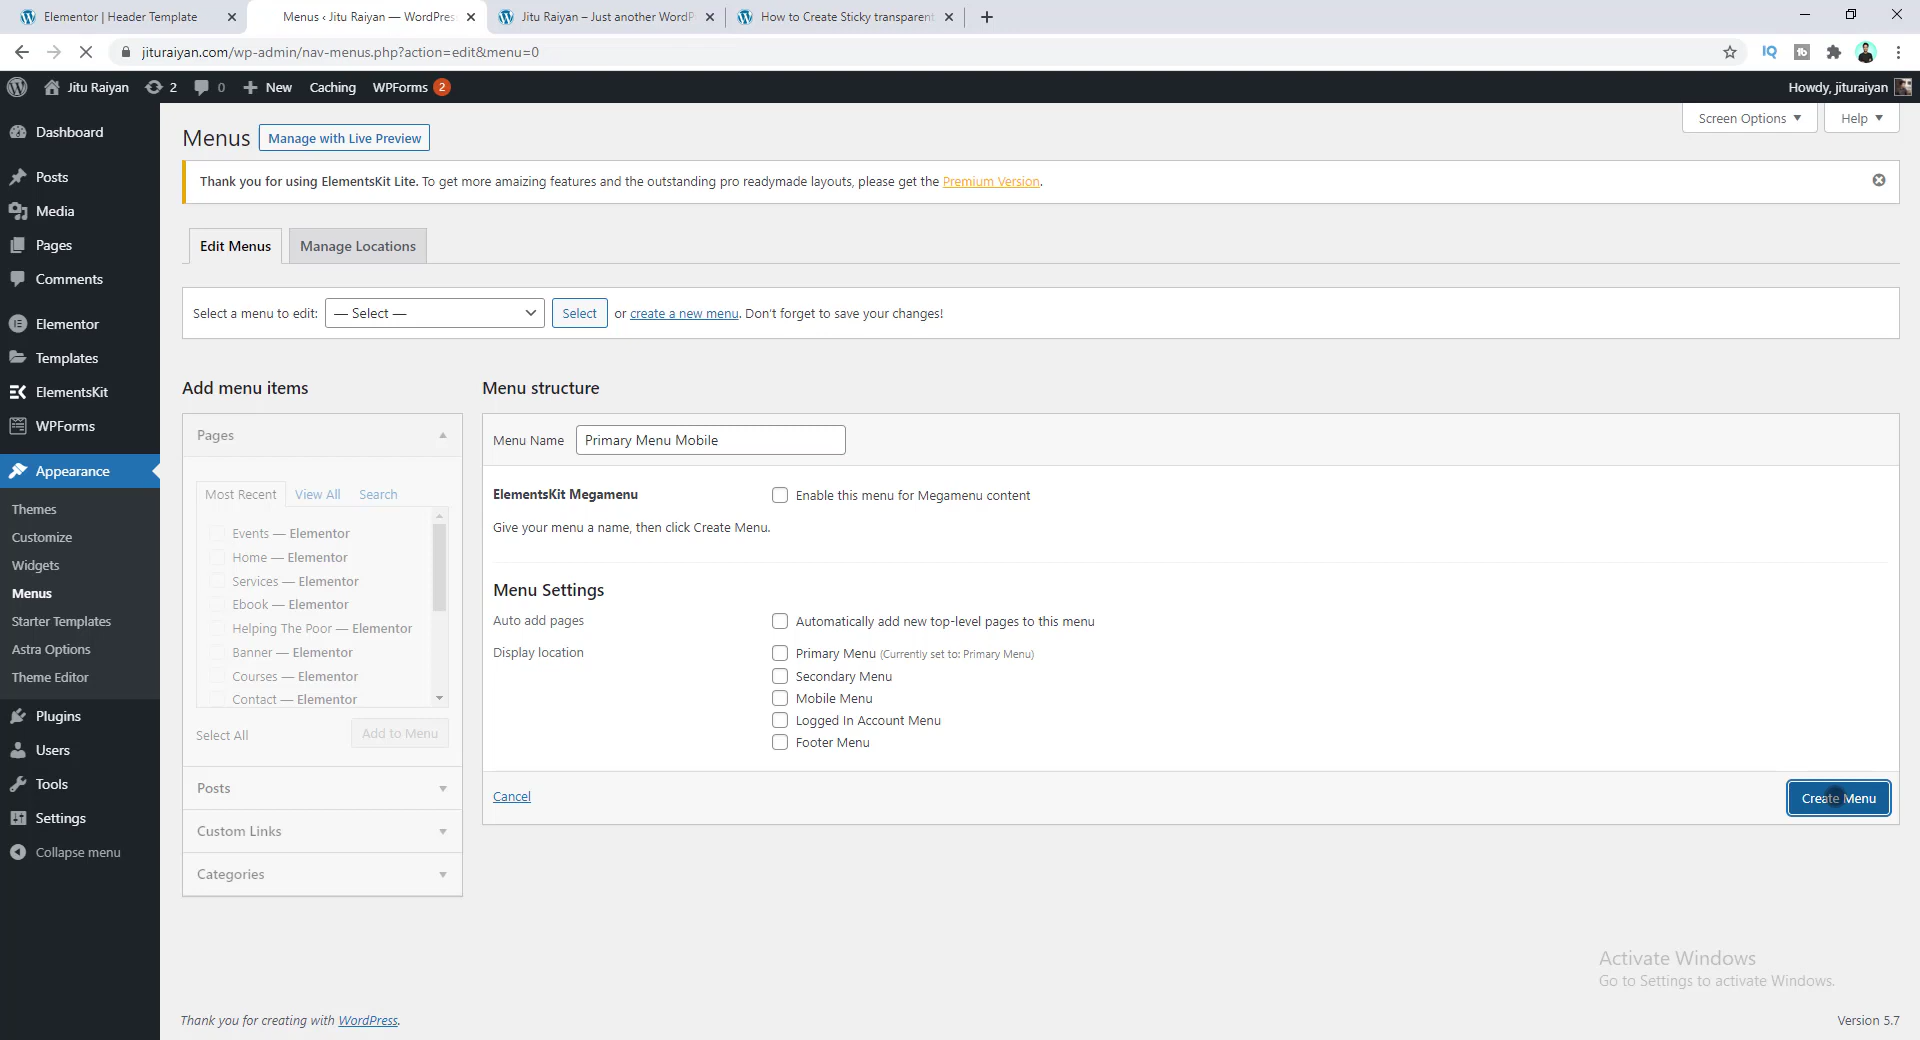 Elementor | Header Template
Menus ‹ Jitu Raiyan — WordPres
Jitu Raiyan – Just another WordP
How to Create Sticky transparent
jituraiyan.com/wp-admin/nav-menus.php?action=edit&menu=0
Jitu Raiyan
2
0
New
Caching
WPForms 2
Howdy, jituraiyan
Screen Options
Help
Dashboard
Posts
Media
Pages
Comments
Elementor
Templates
ElementsKit
WPForms
Appearance
Themes
Customize
Widgets
Menus
Starter Templates
Astra Options
Theme Editor
Plugins
Users
Tools
Settings
Collapse menu
Menus
Manage with Live Preview
Thank you for using ElementsKit Lite. To get more amaizing features and the outstanding pro readymade layouts, please get the Premium Version.
Edit Menus
Manage Locations
Select a menu to edit: — Select — Select or create a new menu. Don't forget to save your changes!
Add menu items
Pages
Most Recent
View All
Search
Events — Elementor
Home — Elementor
Services — Elementor
Ebook — Elementor
Helping The Poor — Elementor
Banner — Elementor
Courses — Elementor
Contact — Elementor
Select All
Add to Menu
Posts
Custom Links
Categories
Menu structure
Menu Name Primary Menu Mobile
ElementsKit Megamenu
Enable this menu for Megamenu content
Give your menu a name, then click Create Menu.
Menu Settings
Auto add pages
Automatically add new top-level pages to this menu
Display location
Primary Menu (Currently set to: Primary Menu)
Secondary Menu
Mobile Menu
Logged In Account Menu
Footer Menu
Cancel
Create Menu
Activate Windows
Go to Settings to activate Windows.
Thank you for creating with WordPress.
Version 5.7